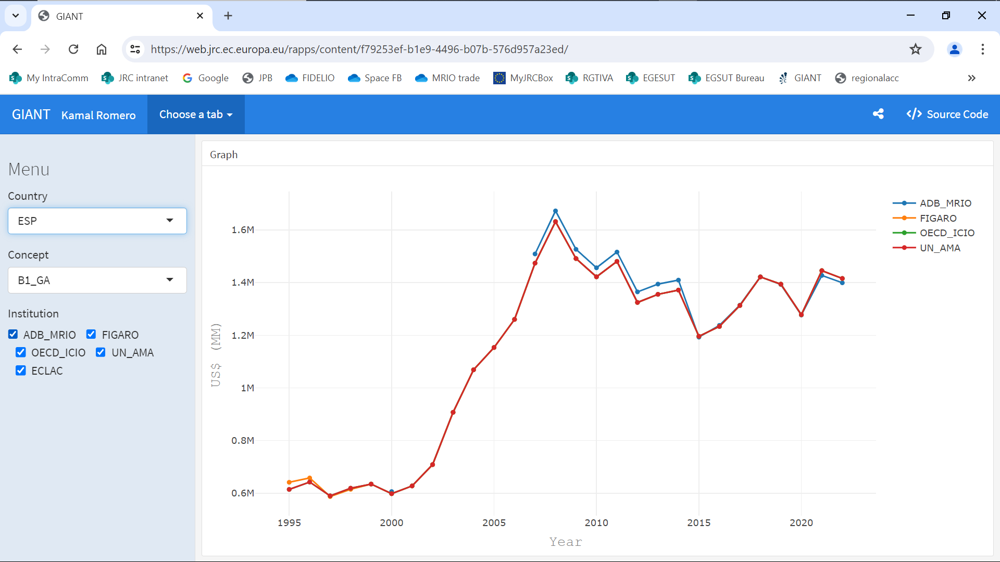 GIANT
https://web.jrc.ec.europa.eu/rapps/content/f79253ef-b1e9-4496-b07b-576d957a23ed/
My IntraComm JRC intranet Google JPB FIDELIO Space FB MRIO trade MyJRCBox RGTIVA EGESUT EGSUT Bureau GIANT regionalacc
GIANT Kamal Romero Choose a tab Source Code
Menu
Country
ESP
Concept
B1_GA
Institution
ADB_MRIO FIGARO
OECD_ICIO UN_AMA
ECLAC
Graph
1.6M
1.4M
1.2M
1M
0.8M
0.6M
US$ (MM)
1995 2000 2005 2010 2015 2020
Year
ADB_MRIO
FIGARO
OECD_ICIO
UN_AMA